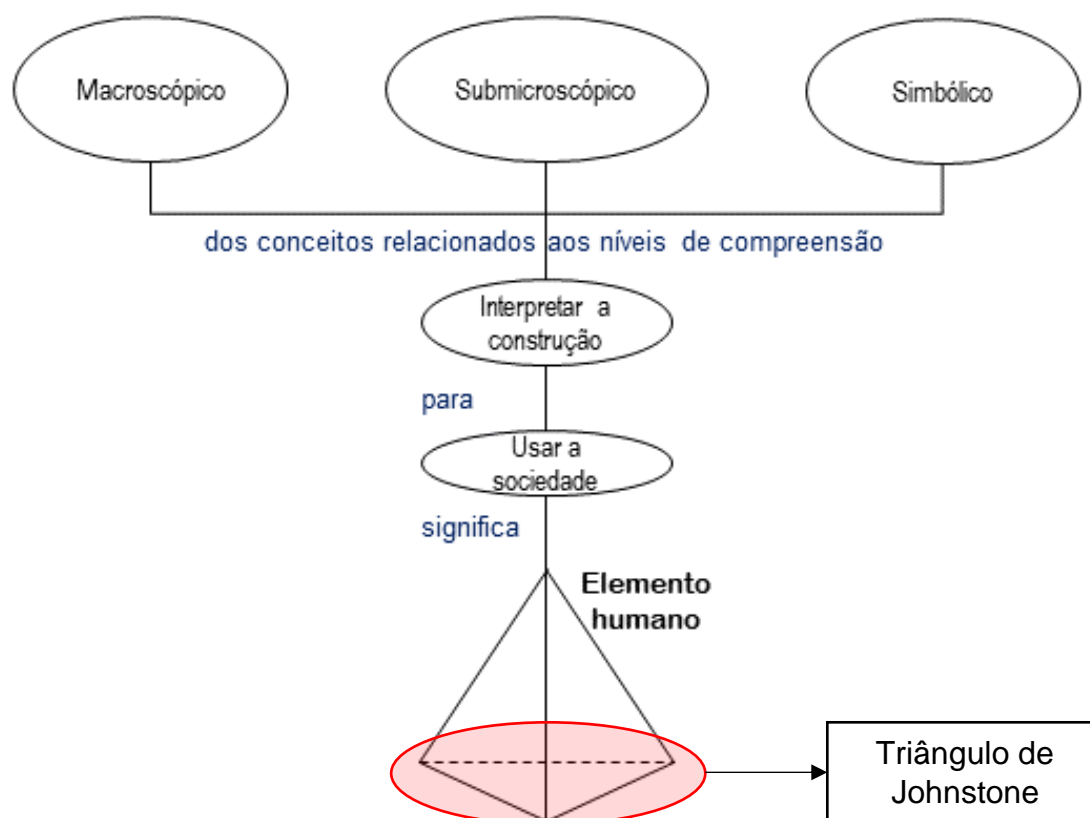 Macroscópico
Submicroscópico
Simbólico
dos conceitos relacionados aos níveis de compreensão
Interpretar a
construção
para
Usar a
sociedade
significa
Elemento
humano
Triângulo de
Johnstone